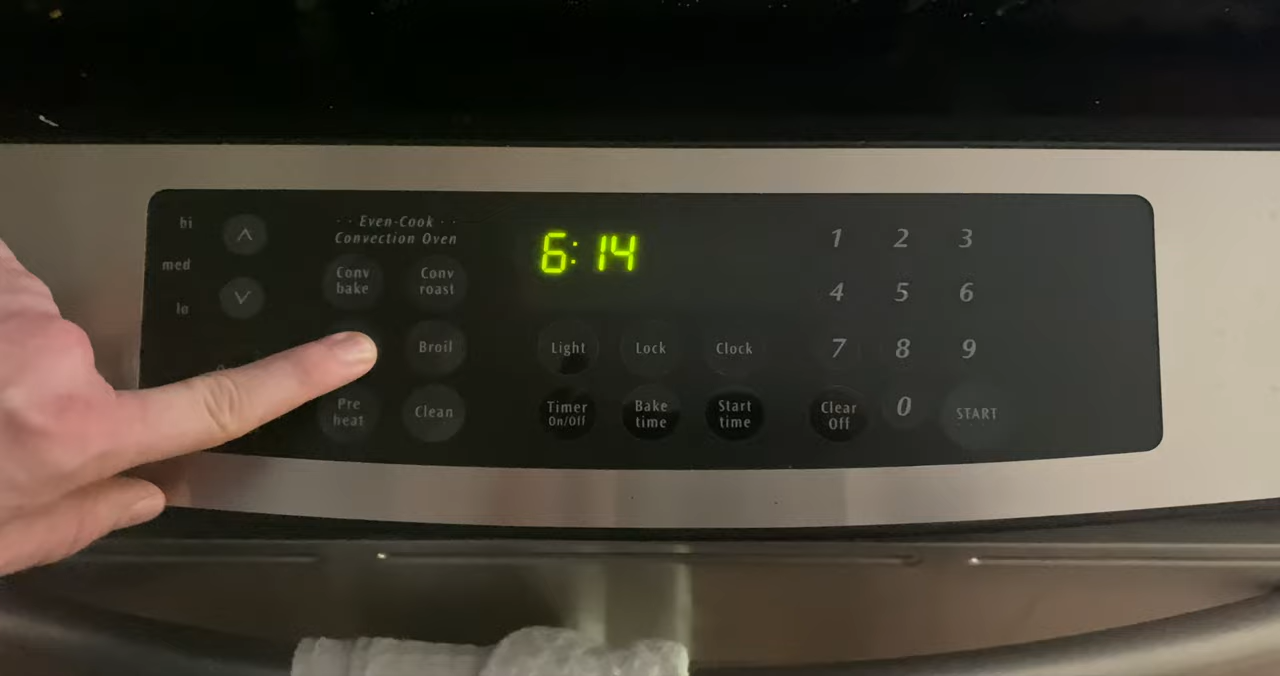 hi
med
lo
·· Even-Cook ··
Convection Oven
Conv
bake
Conv
roast
Broil
Pre
heat
Clean
6:14
Light
Lock
Clock
Timer
On/Off
Bake
time
Start
time
1 2 3
4 5 6
7 8 9
Clear
Off
0
START